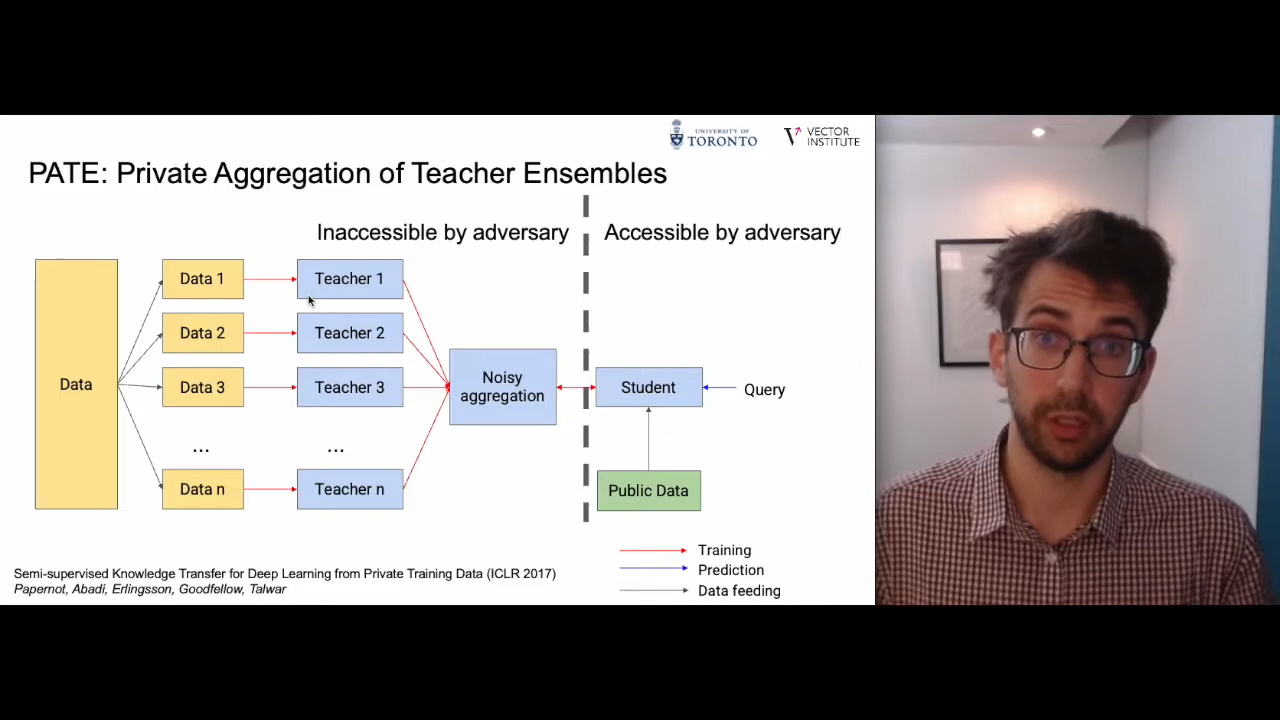 UNIVERSITY OF
TORONTO
VECTOR
INSTITUTE
PATE: Private Aggregation of Teacher Ensembles
Inaccessible by adversary
Accessible by adversary
Data
Data 1
Teacher 1
Data 2
Teacher 2
Data 3
Teacher 3
...
...
Data n
Teacher n
Noisy
aggregation
Student
Query
Public Data
Training
Prediction
Data feeding
Semi-supervised Knowledge Transfer for Deep Learning from Private Training Data (ICLR 2017)
Papernot, Abadi, Erlingsson, Goodfellow, Talwar